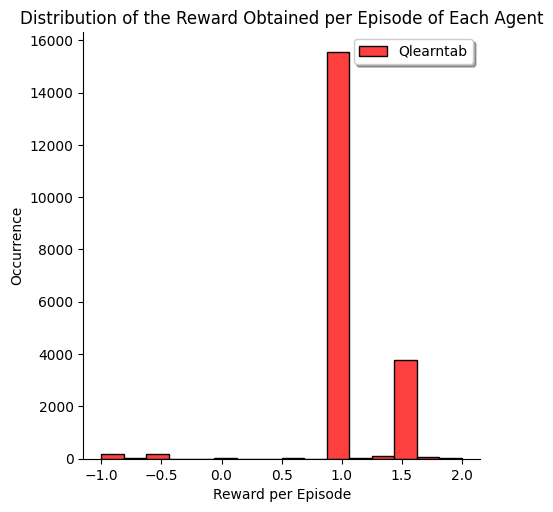 Distribution of the Reward Obtained per Episode of Each Agent
Qlearntab
16000
14000
12000
10000
8000
6000
4000
2000
0
Occurrence
−1.0 −0.5 0.0 0.5 1.0 1.5 2.0
Reward per Episode